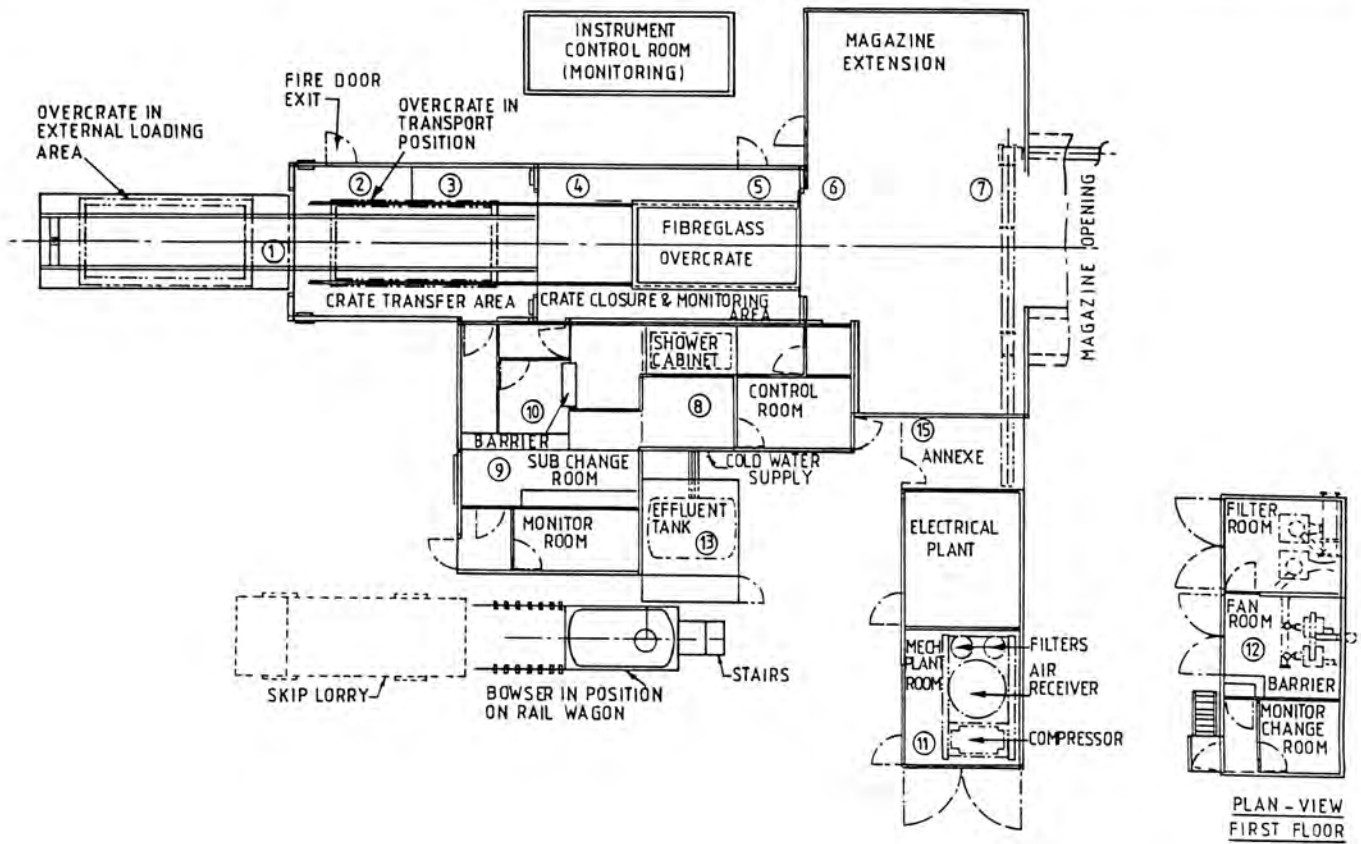 INSTRUMENT
CONTROL ROOM
(MONITORING)
MAGAZINE
EXTENSION
FIRE DOOR
EXIT
OVERCRATE IN
TRANSPORT
POSITION
OVERCRATE IN
EXTERNAL LOADING
AREA
2
3
4
5
6
7
1
FIBREGLASS
OVERCRATE
MAGAZINE OPENING
CRATE TRANSFER AREA
CRATE CLOSURE & MONITORING
AREA
SHOWER
CABINET
CONTROL
ROOM
8
10
BARRIER
9
SUB CHANGE
ROOM
COLD WATER
SUPPLY
15
ANNEXE
MONITOR
ROOM
EFFLUENT
TANK
13
ELECTRICAL
PLANT
SKIP LORRY
BOWSER IN POSITION
ON RAIL WAGON
STAIRS
MECH
PLANT
ROOM
FILTERS
AIR
RECEIVER
COMPRESSOR
11
FILTER
ROOM
FAN
ROOM
12
BARRIER
MONITOR
CHANGE
ROOM
PLAN - VIEW
FIRST FLOOR